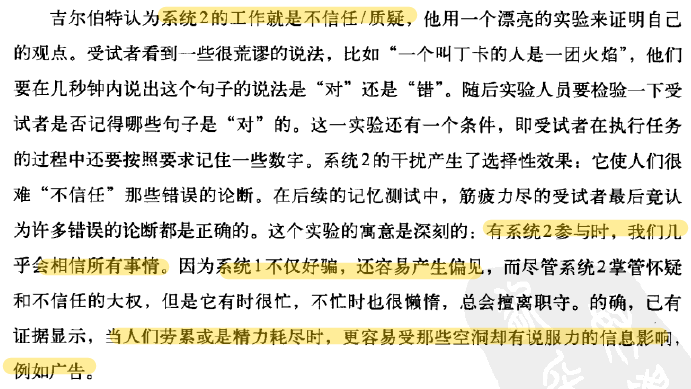 吉尔伯特认为系统2的工作就是不信任/质疑，他用一个漂亮的实验来证明自己
的观点。受试者看到一些很荒谬的说法，比如“一个叫丁卡的人是一团火焰”，他们
要在几秒钟内说出这个句子的说法是“对”还是“错”。随后实验人员要检验一下受
试者是否记得哪些句子是“对”的。这一实验还有一个条件，即受试者在执行任务
的过程中还要按照要求记住一些数字。系统2的干扰产生了选择性效果：它使人们很
难“不信任”那些错误的论断。在后续的记忆测试中，筋疲力尽的受试者最后竟认
为许多错误的论断都是正确的。这个实验的寓意是深刻的：有系统2参与时，我们几
乎会相信所有事情。因为系统1不仅好骗，还容易产生偏见，而尽管系统2掌管怀疑
和不信任的大权，但是它有时很忙，不忙时也很懒惰，总会擅离职守。的确，已有
证据显示，当人们劳累或是精力耗尽时，更容易受那些空洞却有说服力的信息影响，
例如广告。